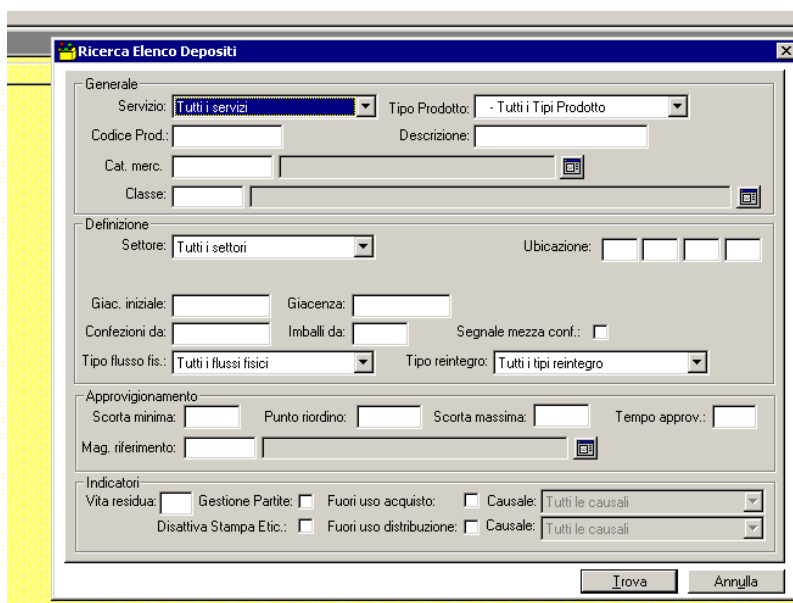 Ricerca Elenco Depositi
Generale
Servizio: Tutti i servizi Tipo Prodotto: - Tutti i Tipi Prodotto
Codice Prod.: Descrizione:
Cat. merc.
Classe:
Definizione
Settore: Tutti i settori Ubicazione:
Giac. iniziale: Giacenza:
Confezioni da: Imballi da: Segnale mezza conf.:
Tipo flusso fis.: Tutti i flussi fisici Tipo reintegro: Tutti i tipi reintegro
Approvigionamento
Scorta minima: Punto riordino: Scorta massima: Tempo approv.:
Mag. riferimento:
Indicatori
Vita residua: Gestione Partite: Fuori uso acquisto: Causale: Tutti le causali
Disattiva Stampa Etic.: Fuori uso distribuzione: Causale: Tutti le causali
Trova Annulla